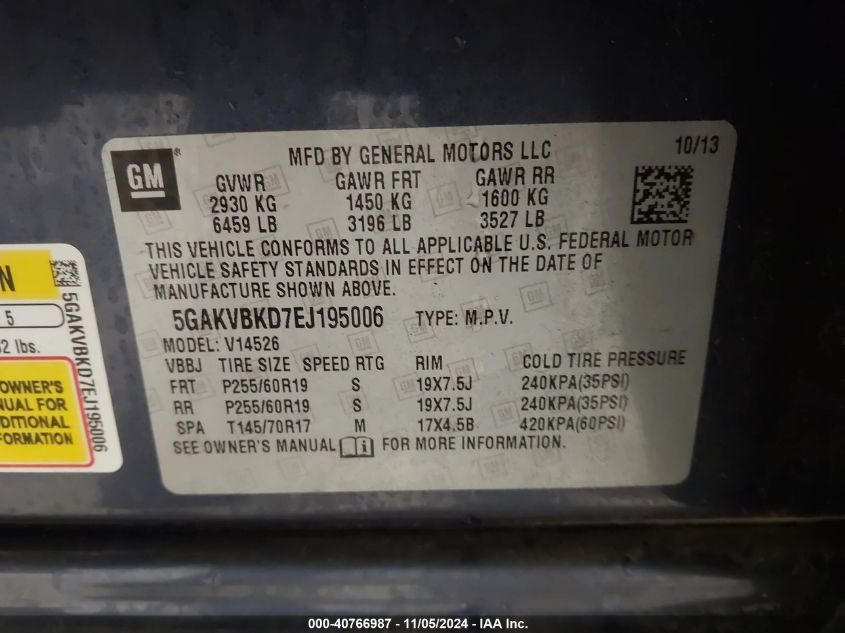 GM
MFD BY GENERAL MOTORS LLC
10/13
GVWR GAWR FRT GAWR RR
2930 KG 1450 KG 1600 KG
6459 LB 3196 LB 3527 LB
THIS VEHICLE CONFORMS TO ALL APPLICABLE U.S. FEDERAL MOTOR
VEHICLE SAFETY STANDARDS IN EFFECT ON THE DATE OF
MANUFACTURE SHOWN ABOVE.
5GAKVBKD7EJ195006 TYPE: M.P.V.
MODEL: V14526
VBBJ TIRE SIZE SPEED RTG RIM COLD TIRE PRESSURE
FRT P255/60R19 S 19X7.5J 240KPA(35PSI)
RR P255/60R19 S 19X7.5J 240KPA(35PSI)
SPA T145/70R17 M 17X4.5B 420KPA(60PSI)
SEE OWNER'S MANUAL FOR MORE INFORMATION.
N
5
2 lbs.
OWNER'S
FOR
5GAKVBKD7EJ195006
000-40766987 - 11/05/2024 - IAA Inc.